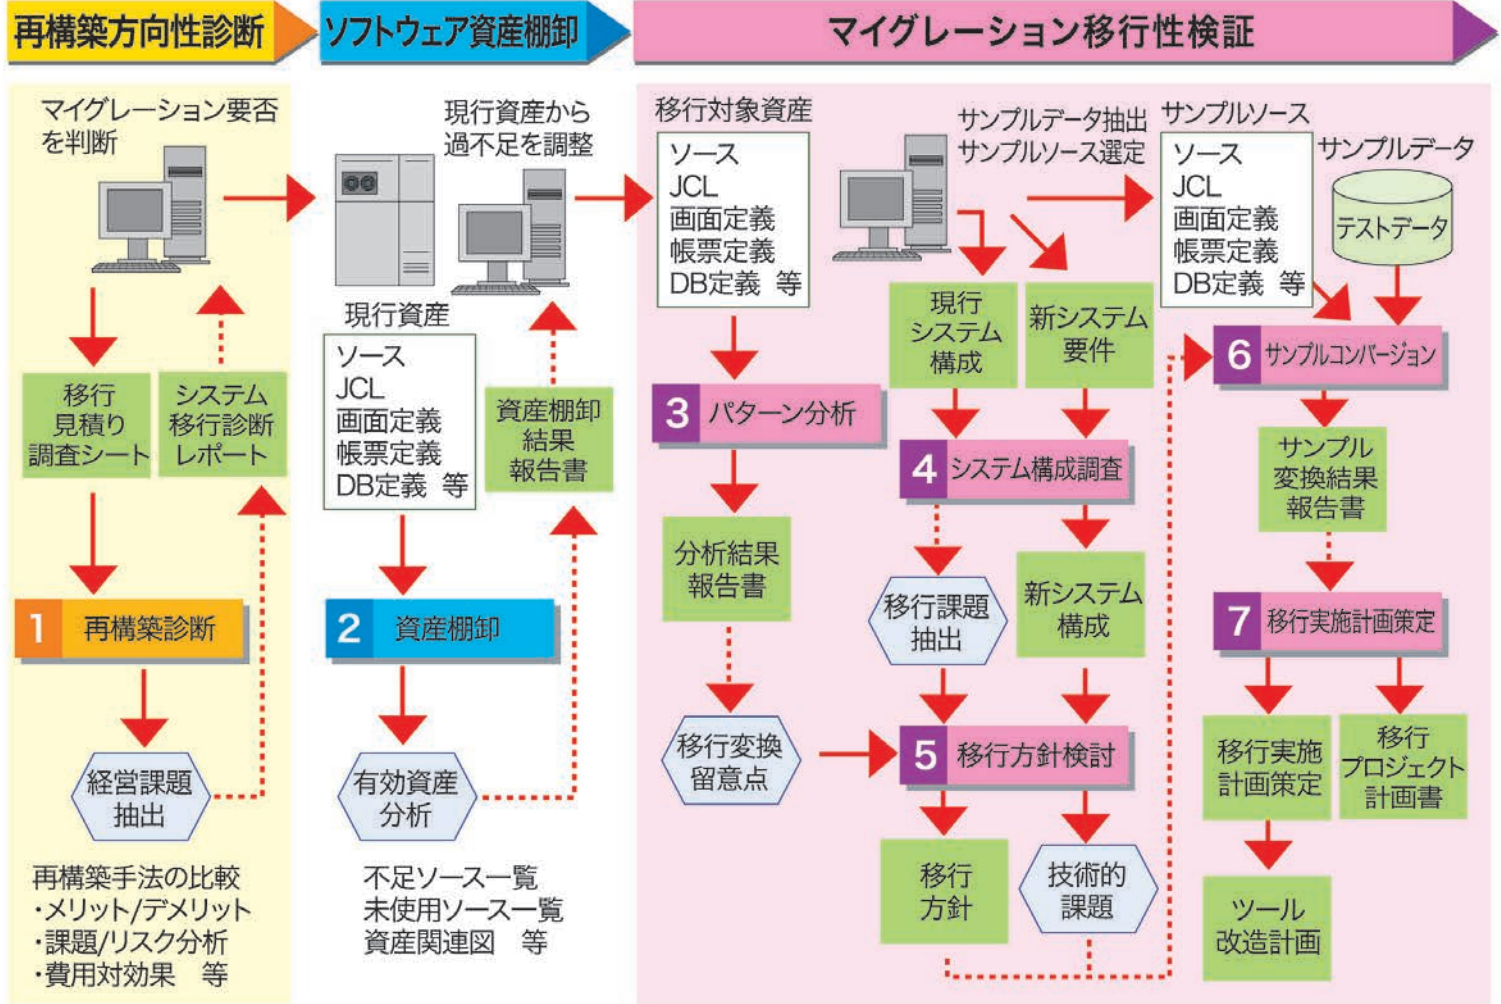 再構築方向性診断
ソフトウェア資産棚卸
マイグレーション移行性検証
マイグレーション要否
を判断
移行
見積り
調査シート
システム
移行診断
レポート
1 再構築診断
経営課題
抽出
再構築手法の比較
・メリット/デメリット
・課題/リスク分析
・費用対効果 等
現行資産から
過不足を調整
現行資産
ソース
JCL
画面定義
帳票定義
DB定義 等
資産棚卸
結果
報告書
2 資産棚卸
有効資産
分析
不足ソース一覧
未使用ソース一覧
資産関連図 等
移行対象資産
ソース
JCL
画面定義
帳票定義
DB定義 等
3 パターン分析
分析結果
報告書
移行変換
留意点
サンプルデータ抽出
サンプルソース選定
現行
システム
構成
新システム
要件
4 システム構成調査
移行課題
抽出
新システム
構成
5 移行方針検討
移行
方針
技術的
課題
サンプルソース
ソース
JCL
画面定義
帳票定義
DB定義 等
サンプルデータ
テストデータ
6 サンプルコンバージョン
サンプル
変換結果
報告書
7 移行実施計画策定
移行実施
計画策定
移行
プロジェクト
計画書
ツール
改造計画